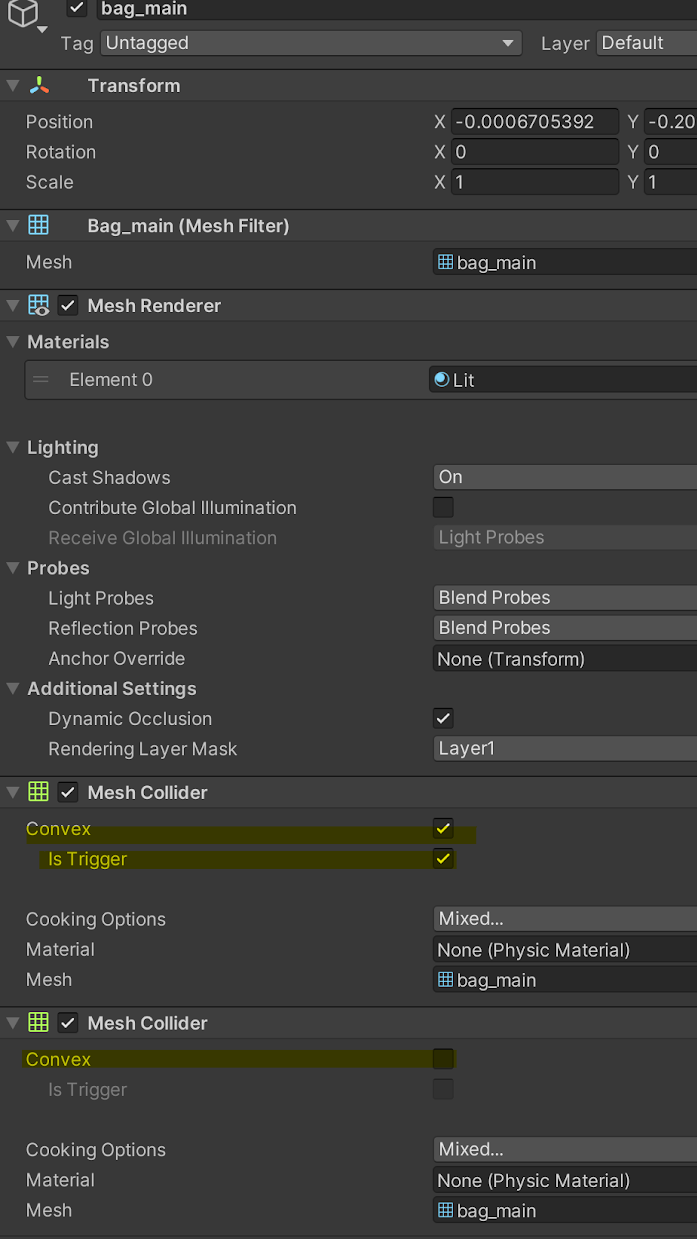 bag_main
Tag Untagged Layer Default
Transform
Position X -0.0006705392 Y -0.20
Rotation X 0 Y 0
Scale X 1 Y 1
Bag_main (Mesh Filter)
Mesh bag_main
Mesh Renderer
Materials
Element 0 Lit
Lighting
Cast Shadows On
Contribute Global Illumination
Receive Global Illumination Light Probes
Probes
Light Probes Blend Probes
Reflection Probes Blend Probes
Anchor Override None (Transform)
Additional Settings
Dynamic Occlusion
Rendering Layer Mask Layer1
Mesh Collider
Convex
Is Trigger
Cooking Options Mixed...
Material None (Physic Material)
Mesh bag_main
Mesh Collider
Convex
Is Trigger
Cooking Options Mixed...
Material None (Physic Material)
Mesh bag_main